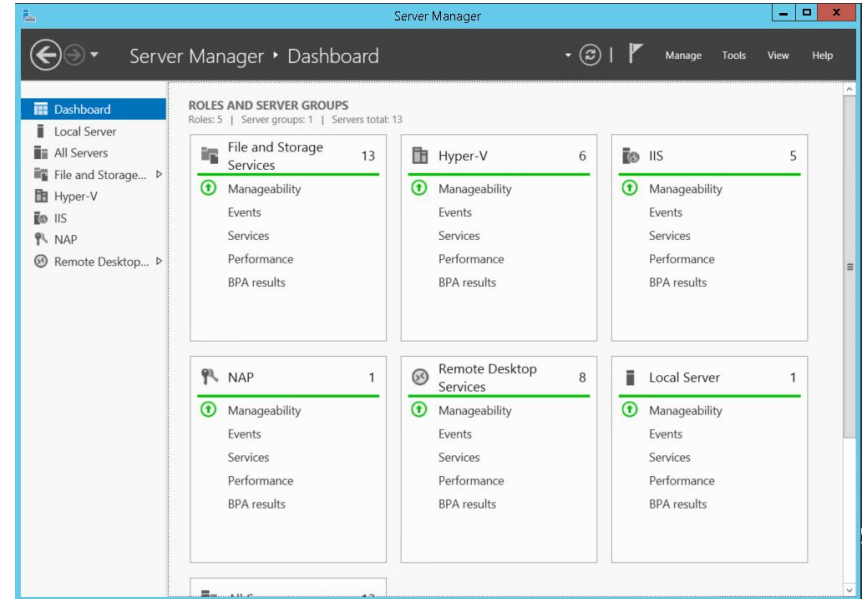 Server Manager
Server Manager ‣ Dashboard
Manage Tools View Help
Dashboard
Local Server
All Servers
File and Storage...
Hyper-V
IIS
NAP
Remote Desktop...
ROLES AND SERVER GROUPS
Roles: 5 | Server groups: 1 | Servers total: 13
File and Storage
Services 13
Manageability
Events
Services
Performance
BPA results
Hyper-V 6
Manageability
Events
Services
Performance
BPA results
IIS 5
Manageability
Events
Services
Performance
BPA results
NAP 1
Manageability
Events
Services
Performance
BPA results
Remote Desktop
Services 8
Manageability
Events
Services
Performance
BPA results
Local Server 1
Manageability
Events
Services
Performance
BPA results